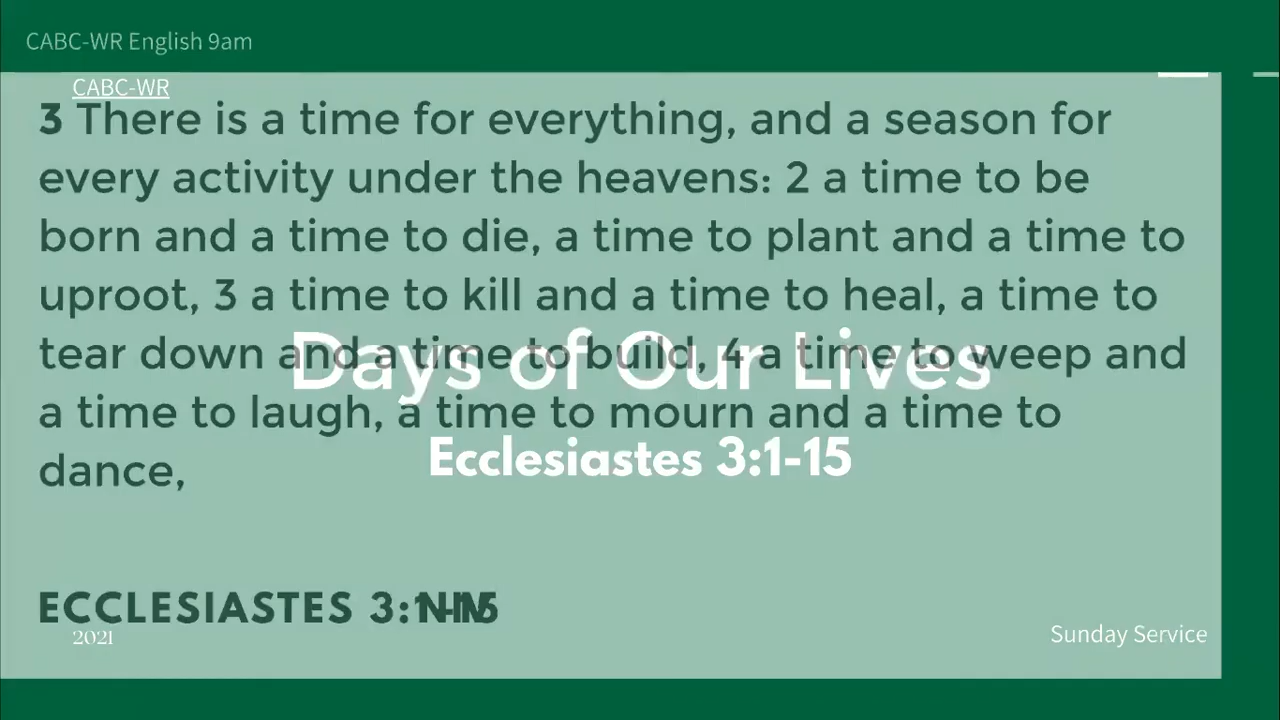 CABC-WR English 9am
CABC-WR
3 There is a time for everything, and a season for
every activity under the heavens: 2 a time to be
born and a time to die, a time to plant and a time to
uproot, 3 a time to kill and a time to heal, a time to
tear down and a time to build, 4 a time to weep and
a time to laugh, a time to mourn and a time to
dance,
Days of Our Lives
Ecclesiastes 3:1-15
ECCLESIASTES 3:
2021
Sunday Service